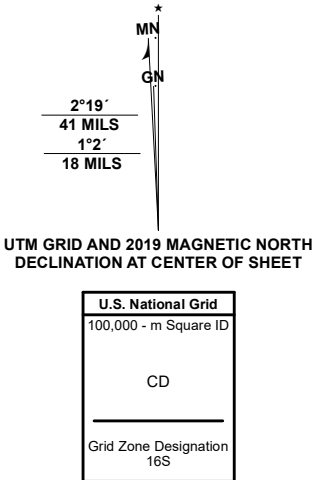 MN
GN
2°19´
41 MILS
1°2´
18 MILS
UTM GRID AND 2019 MAGNETIC NORTH
DECLINATION AT CENTER OF SHEET
U.S. National Grid
100,000 - m Square ID
CD
Grid Zone Designation
16S